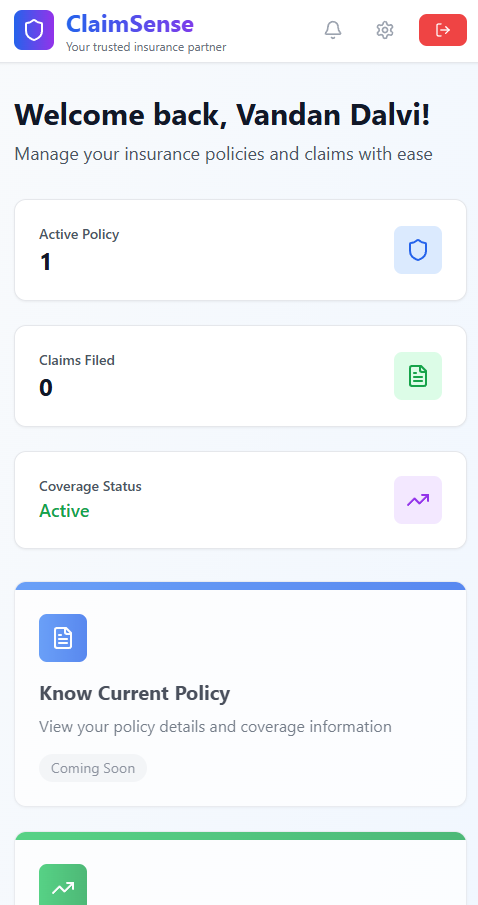 ClaimSense
Your trusted insurance partner
Welcome back, Vandan Dalvi!
Manage your insurance policies and claims with ease
Active Policy
1
Claims Filed
0
Coverage Status
Active
Know Current Policy
View your policy details and coverage information
Coming Soon